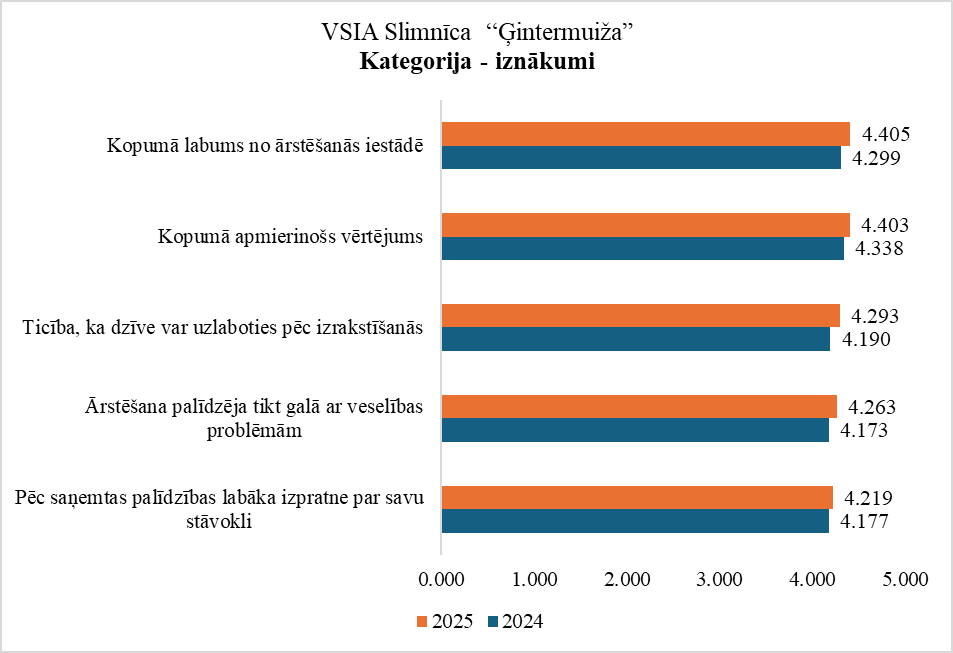 VSIA Slimnīca “Ģintermuiža”
Kategorija - iznākumi
Kopumā labums no ārstēšanās iestādē
4.405
4.299
Kopumā apmierinošs vērtējums
4.403
4.338
Ticība, ka dzīve var uzlaboties pēc izrakstīšanās
4.293
4.190
Ārstēšana palīdzēja tikt galā ar veselības
problēmām
4.263
4.173
Pēc saņemtas palīdzības labāka izpratne par savu
stāvokli
4.219
4.177
0.000 1.000 2.000 3.000 4.000 5.000
2025 2024